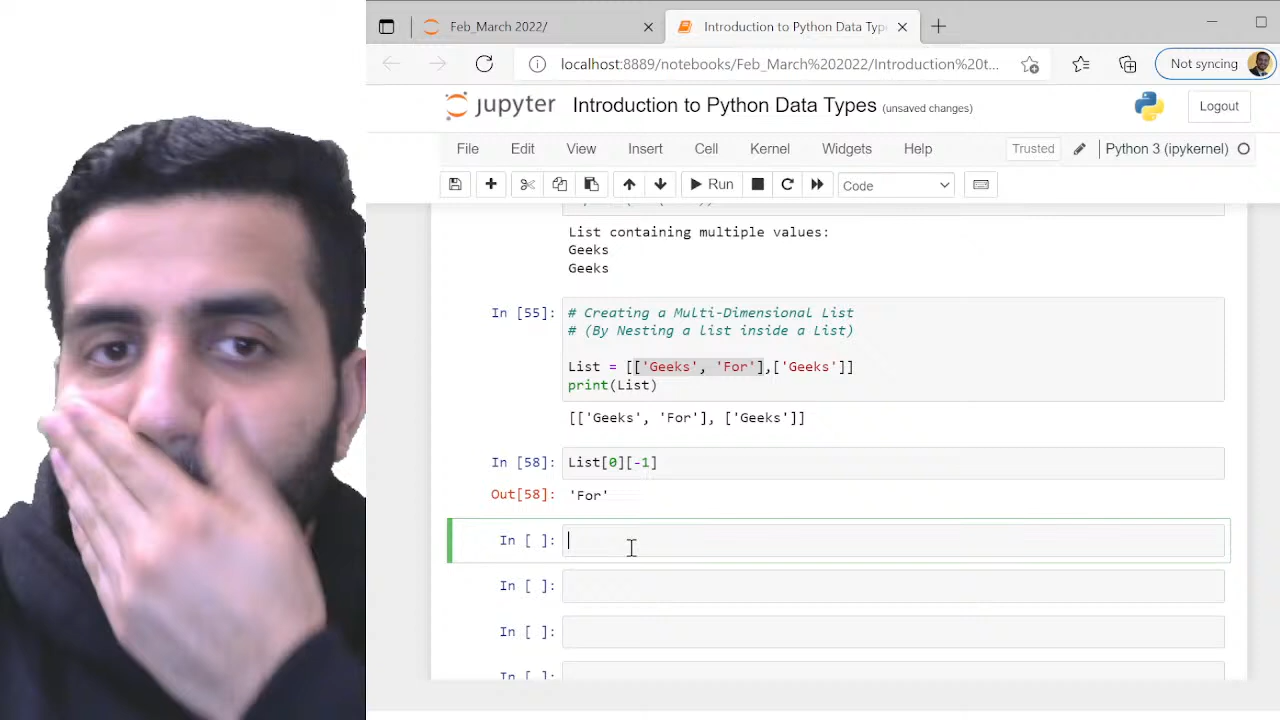 Feb_March 2022/
Introduction to Python Data Typ
localhost:8889/notebooks/Feb_March%202022/Introduction%20t...
Not syncing
jupyter Introduction to Python Data Types (unsaved changes)
Logout
File Edit View Insert Cell Kernel Widgets Help
Trusted
Python 3 (ipykernel)
Run
Code
List containing multiple values:
Geeks
Geeks
In [55]: # Creating a Multi-Dimensional List
# (By Nesting a list inside a List)
List = [['Geeks', 'For'],['Geeks']]
print(List)
[['Geeks', 'For'], ['Geeks']]
In [58]: List[0][-1]
Out[58]: 'For'
In [ ]:
In [ ]:
In [ ]:
In [ ]: